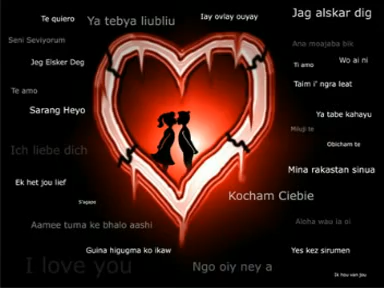 Te quiero
Ya tebya liubliu
Iay ovlay ouyay
Jag alskar dig
Seni Seviyorum
Ana moajaba bik
Jeg Elsker Deg
Ti amo
Wo ai ni
Te amo
Taim i' ngra leat
Sarang Heyo
Ya tabe kahayu
Ich liebe dich
Obicham te
Mina rakastan sinua
Ek het jou lief
S'agapo
Kocham Ciebie
Aamee tuma ke bhalo aashi
Aloha wau la oi
Guina higugma ko ikaw
Yes kez sirumen
I love you
Ngo oiy ney a
Ik hou van jou